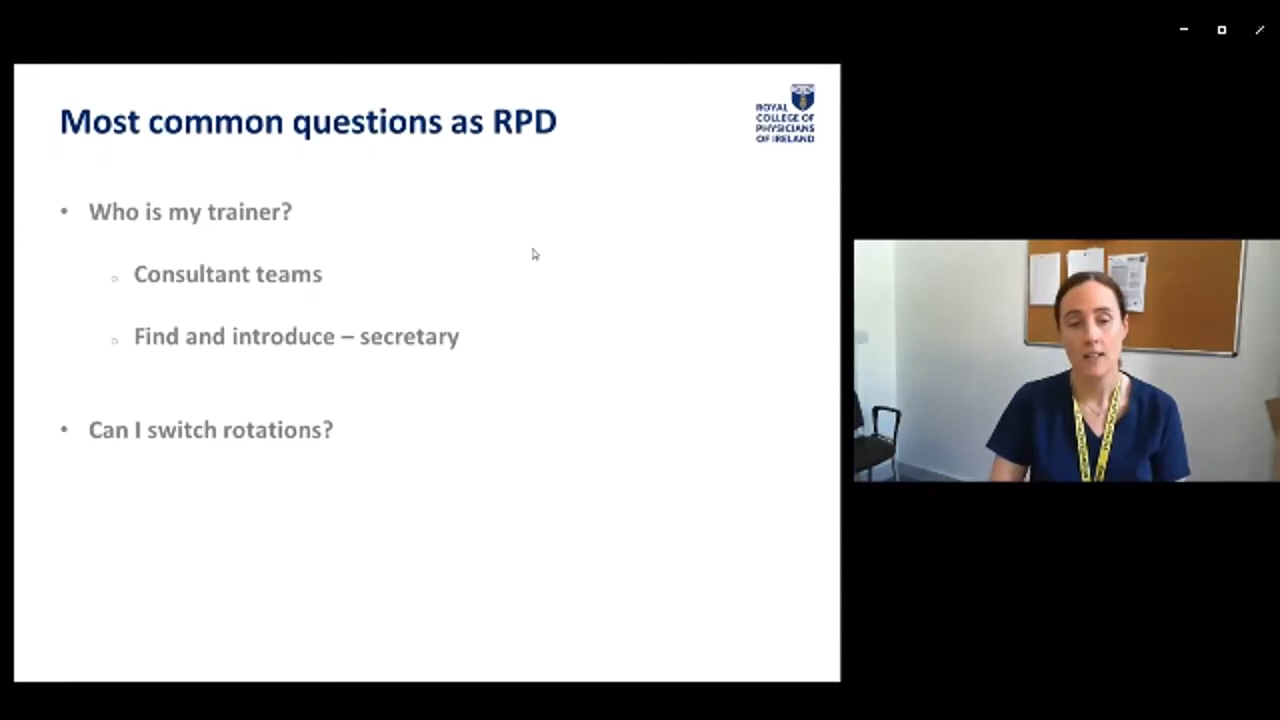 Most common questions as RPD
ROYAL
COLLEGE OF
PHYSICIANS
OF IRELAND
• Who is my trainer?
○ Consultant teams
○ Find and introduce – secretary
• Can I switch rotations?